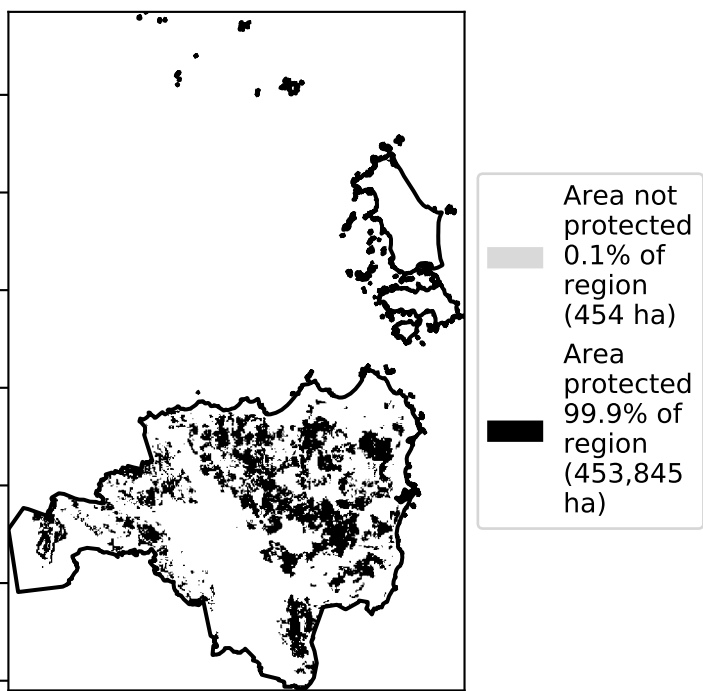 Area not
protected
0.1% of
region
(454 ha)
Area
protected
99.9% of
region
(453,845
ha)